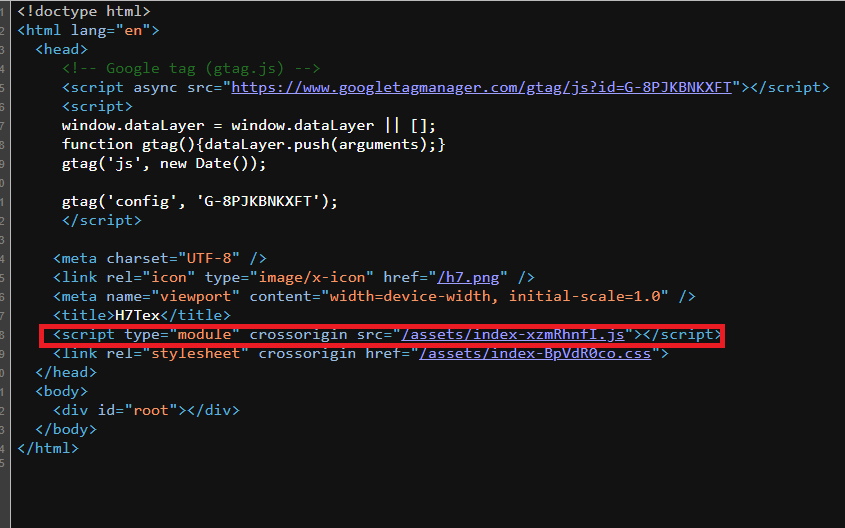 <!doctype html>
<html lang="en">
<head>
<!-- Google tag (gtag.js) -->
<script async src="https://www.googletagmanager.com/gtag/js?id=G-8PJKBNKXFT"></script>
<script>
window.dataLayer = window.dataLayer || [];
function gtag(){dataLayer.push(arguments);}
gtag('js', new Date());
gtag('config', 'G-8PJKBNKXFT');
</script>
<meta charset="UTF-8" />
<link rel="icon" type="image/x-icon" href="/h7.png" />
<meta name="viewport" content="width=device-width, initial-scale=1.0" />
<title>H7Tex</title>
<script type="module" crossorigin src="/assets/index-xzmRhnfI.js"></script>
<link rel="stylesheet" crossorigin href="/assets/index-BpVdR0co.css">
</head>
<body>
<div id="root"></div>
</body>
</html>